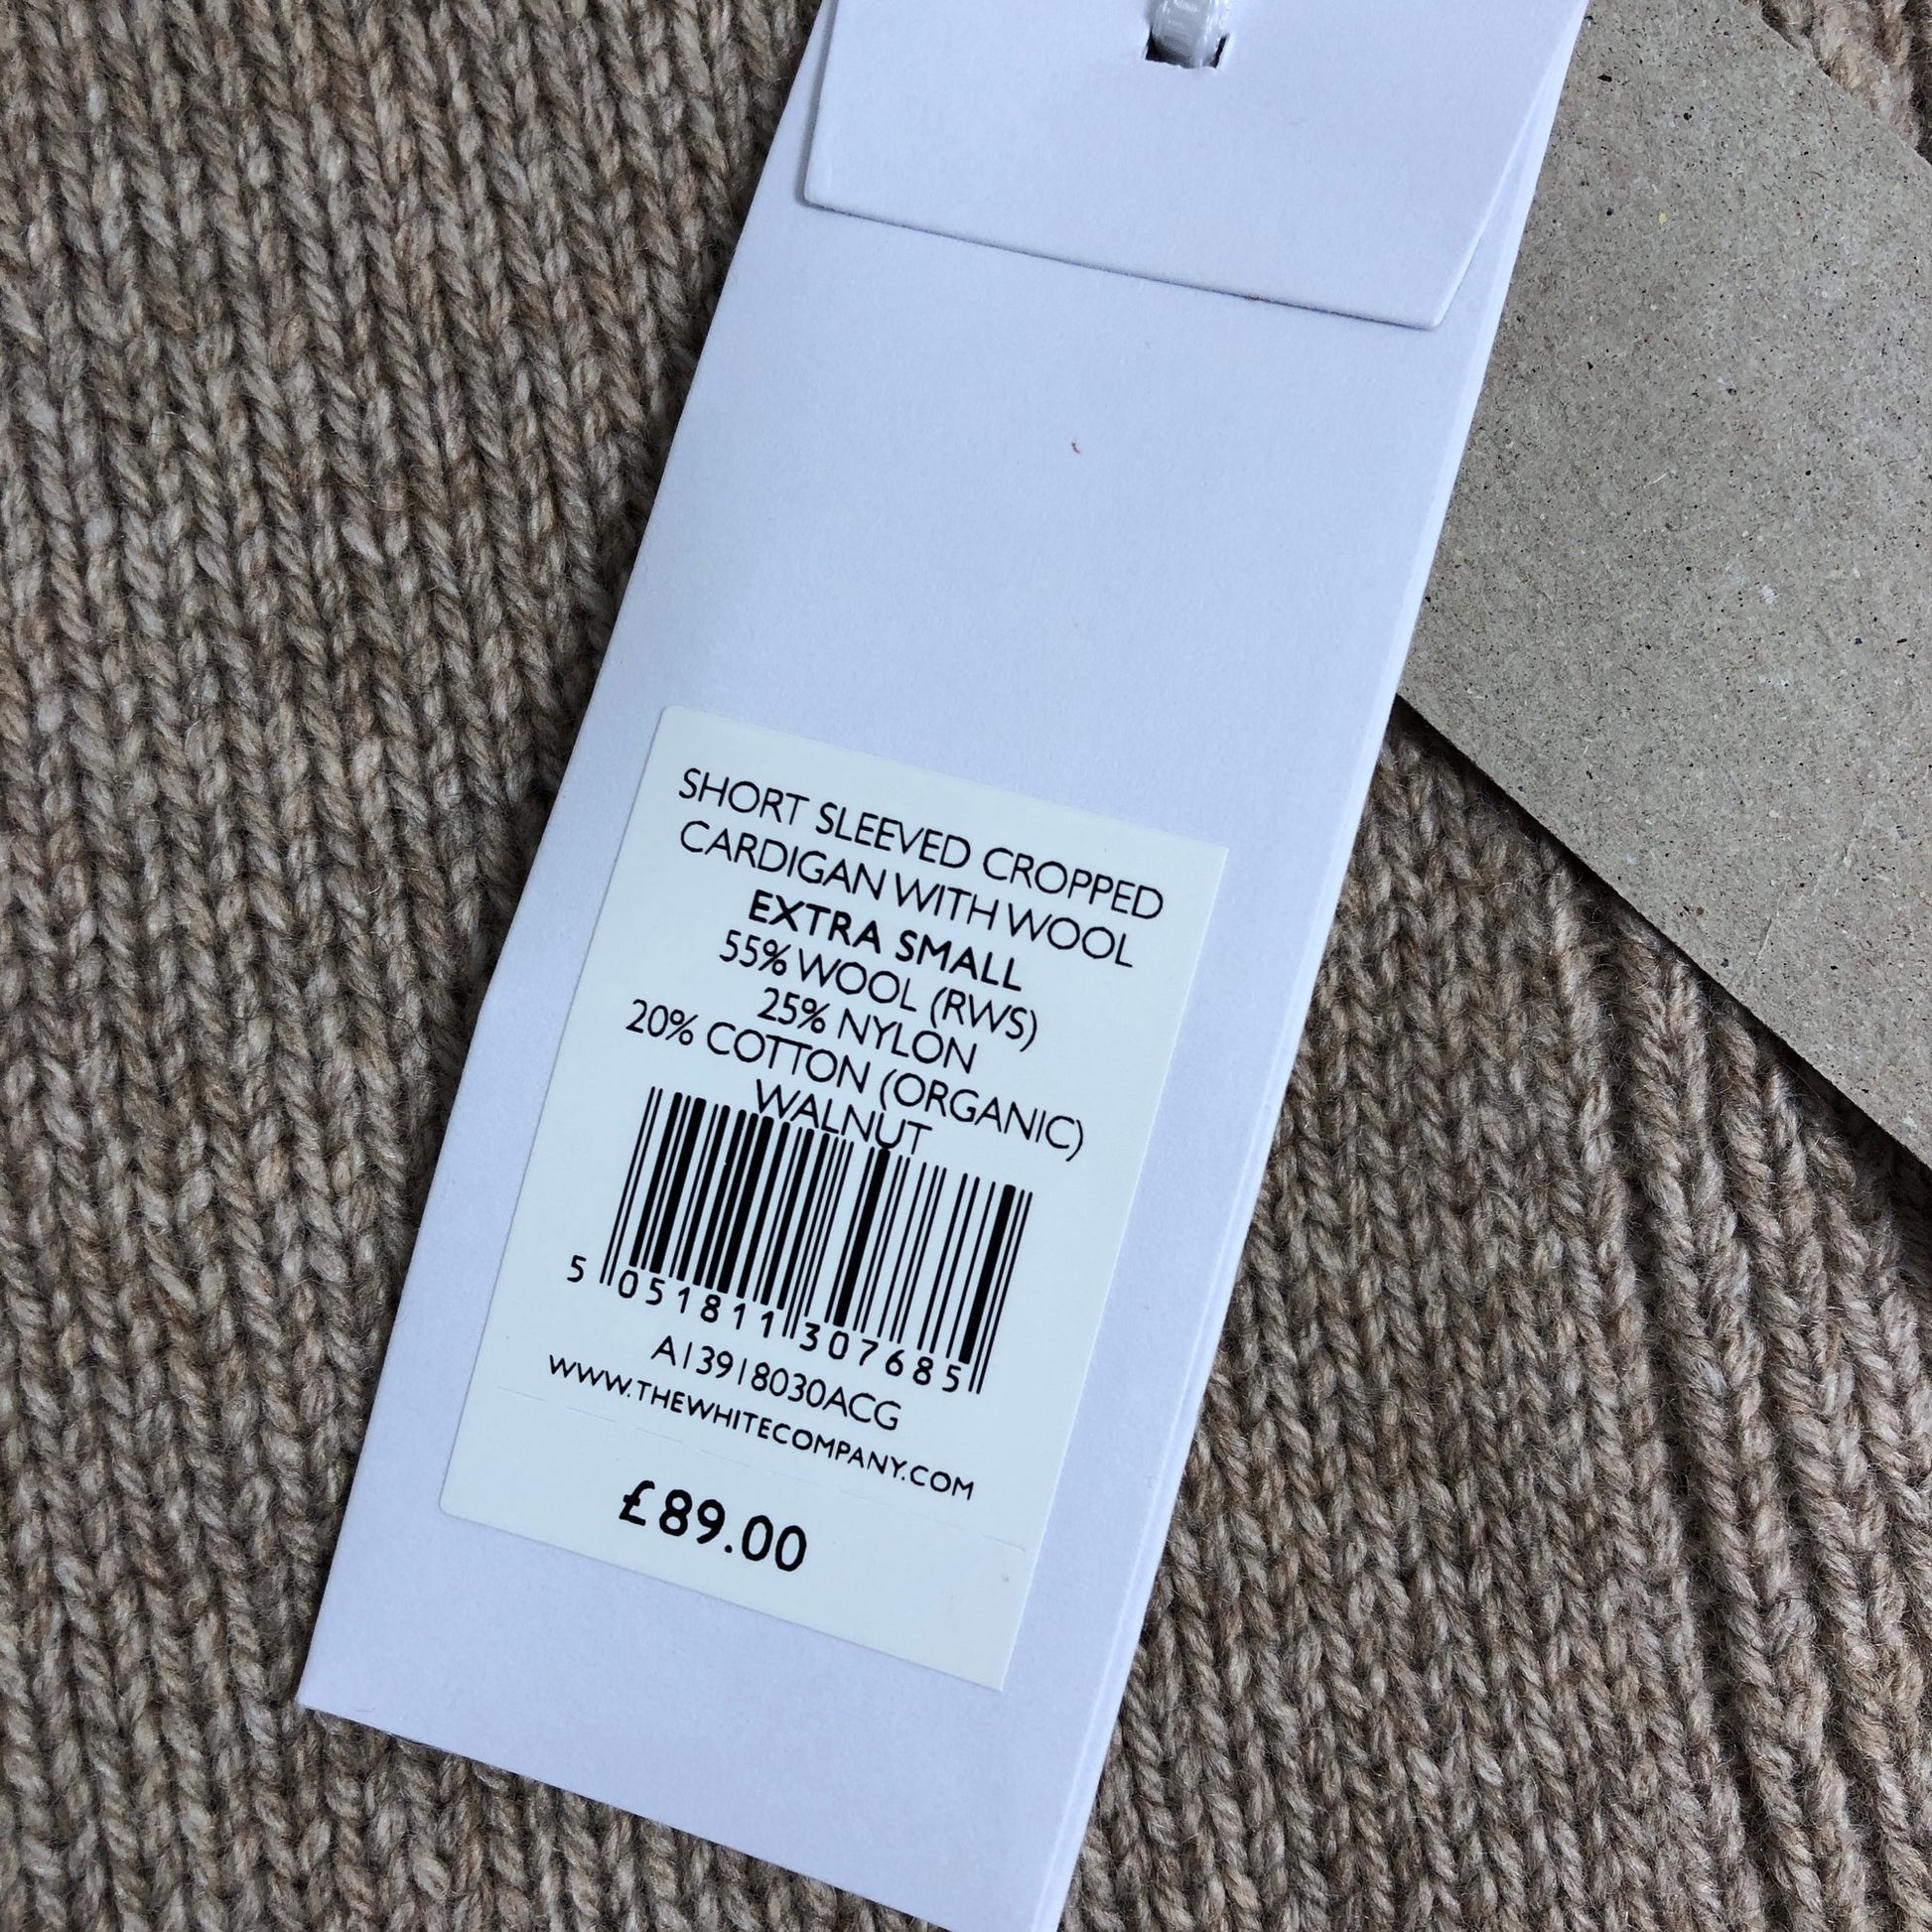 SHORT SLEEVED CROPPED
CARDIGAN WITH WOOL
EXTRA SMALL
55% WOOL (RWS)
25% NYLON
20% COTTON (ORGANIC)
WALNUT
5 051811 307685
A13918030ACG
WWW.THEWHITECOMPANY.COM
£89.00